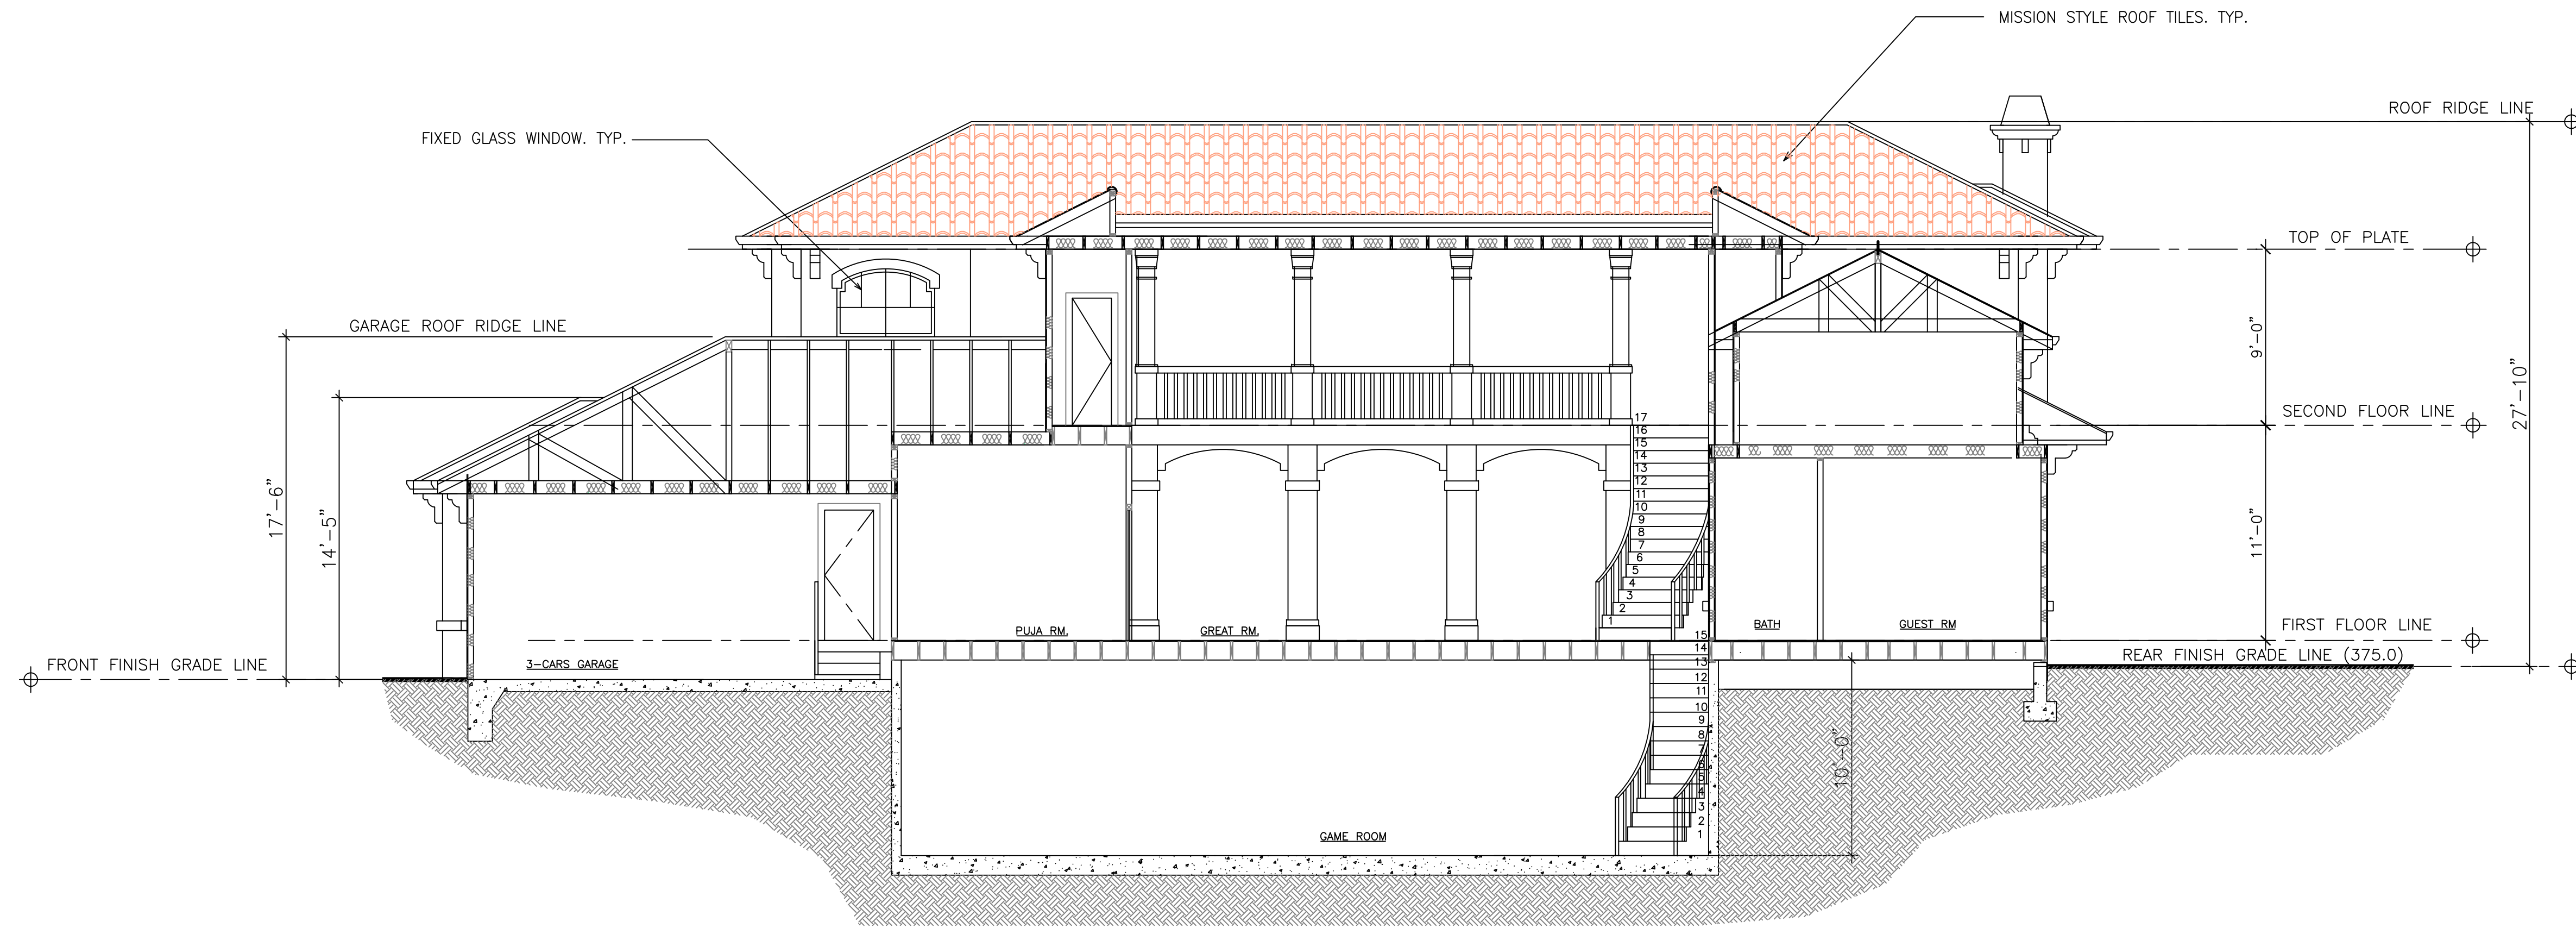 MISSION STYLE ROOF TILES. TYP.
ROOF RIDGE LINE
FIXED GLASS WINDOW. TYP.
TOP OF PLATE
GARAGE ROOF RIDGE LINE
9'-0"
27'-10"
SECOND FLOOR LINE
17
16
15
14
13
12
11
10
9
8
7
6
5
4
3
2
1
17'-6"
14'-5"
11'-0"
PUJA RM.
GREAT RM.
BATH
GUEST RM
FIRST FLOOR LINE
FRONT FINISH GRADE LINE
3-CARS GARAGE
REAR FINISH GRADE LINE (375.0)
15
14
13
12
11
10
9
8
7
6
5
4
3
2
1
10'-0"
GAME ROOM